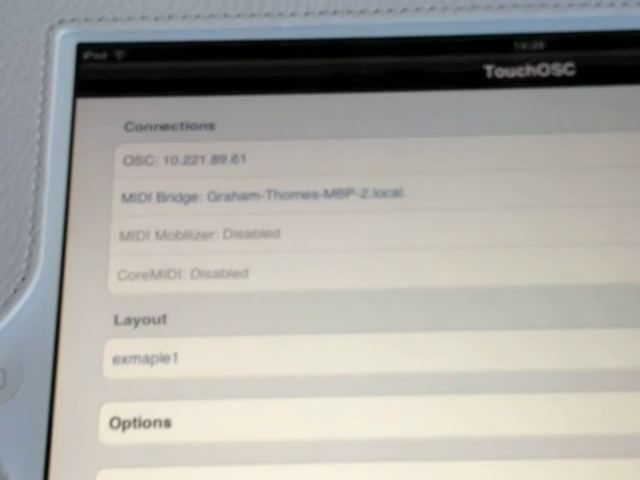 iPad
TouchOSC
Connections
OSC: 10.221.89.61
MIDI Bridge: Graham-Thornes-MBP-2.local.
MIDI Mobilizer: Disabled
CoreMIDI: Disabled
Layout
exmaple1
Options